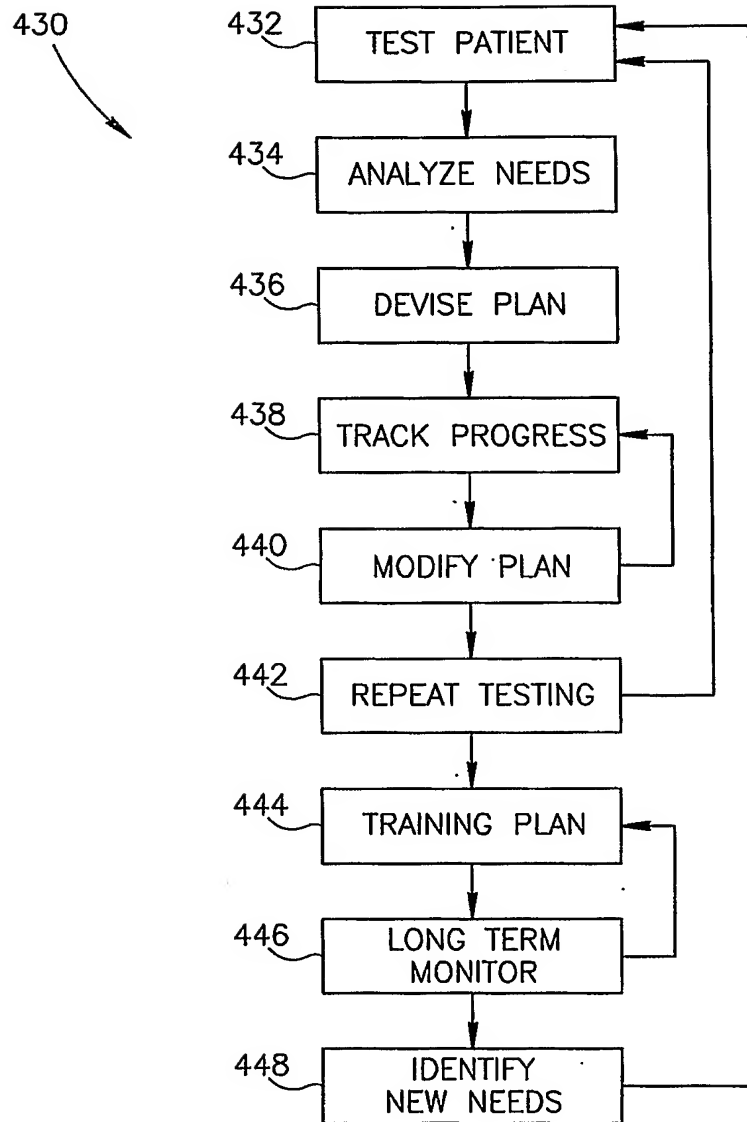 430
432
TEST PATIENT
434
ANALYZE NEEDS
436
DEVISE PLAN
438
TRACK PROGRESS
440
MODIFY PLAN
442
REPEAT TESTING
444
TRAINING PLAN
446
LONG TERM
MONITOR
448
IDENTIFY
NEW NEEDS